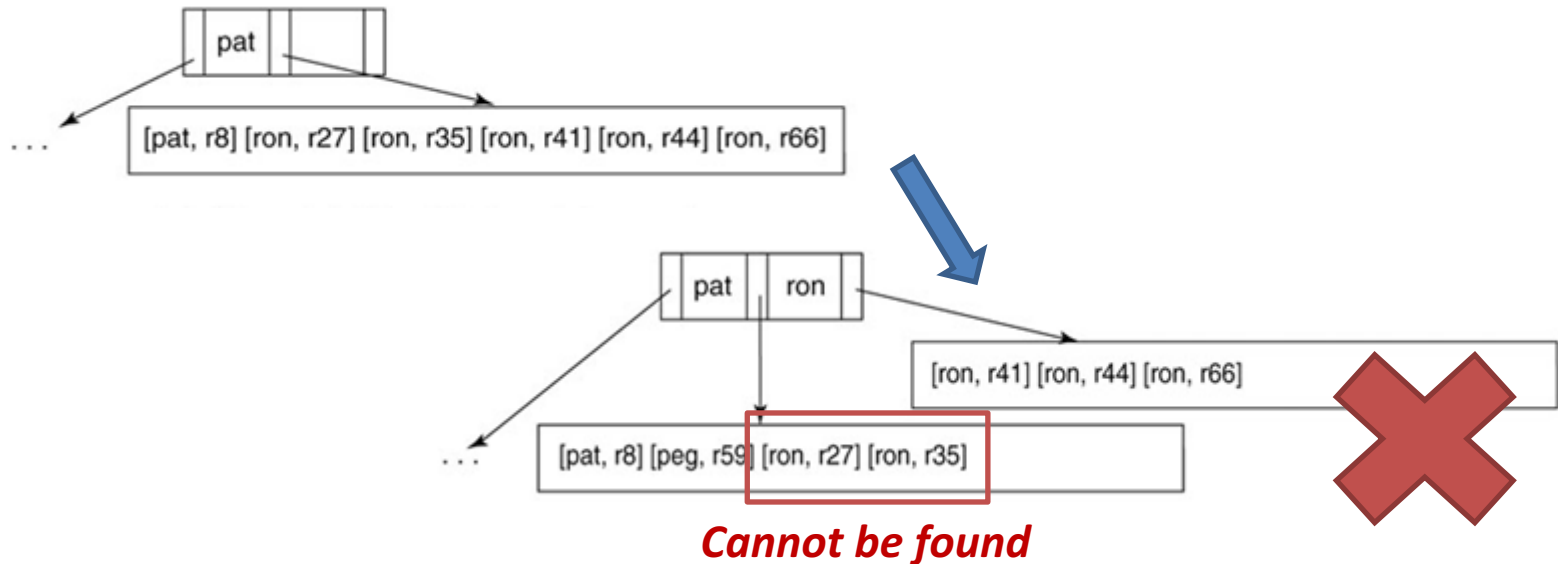 pat
. . .
[pat, r8] [ron, r27] [ron, r35] [ron, r41] [ron, r44] [ron, r66]
pat ron
[ron, r41] [ron, r44] [ron, r66]
. . .
[pat, r8] [peg, r59] [ron, r27] [ron, r35]
Cannot be found